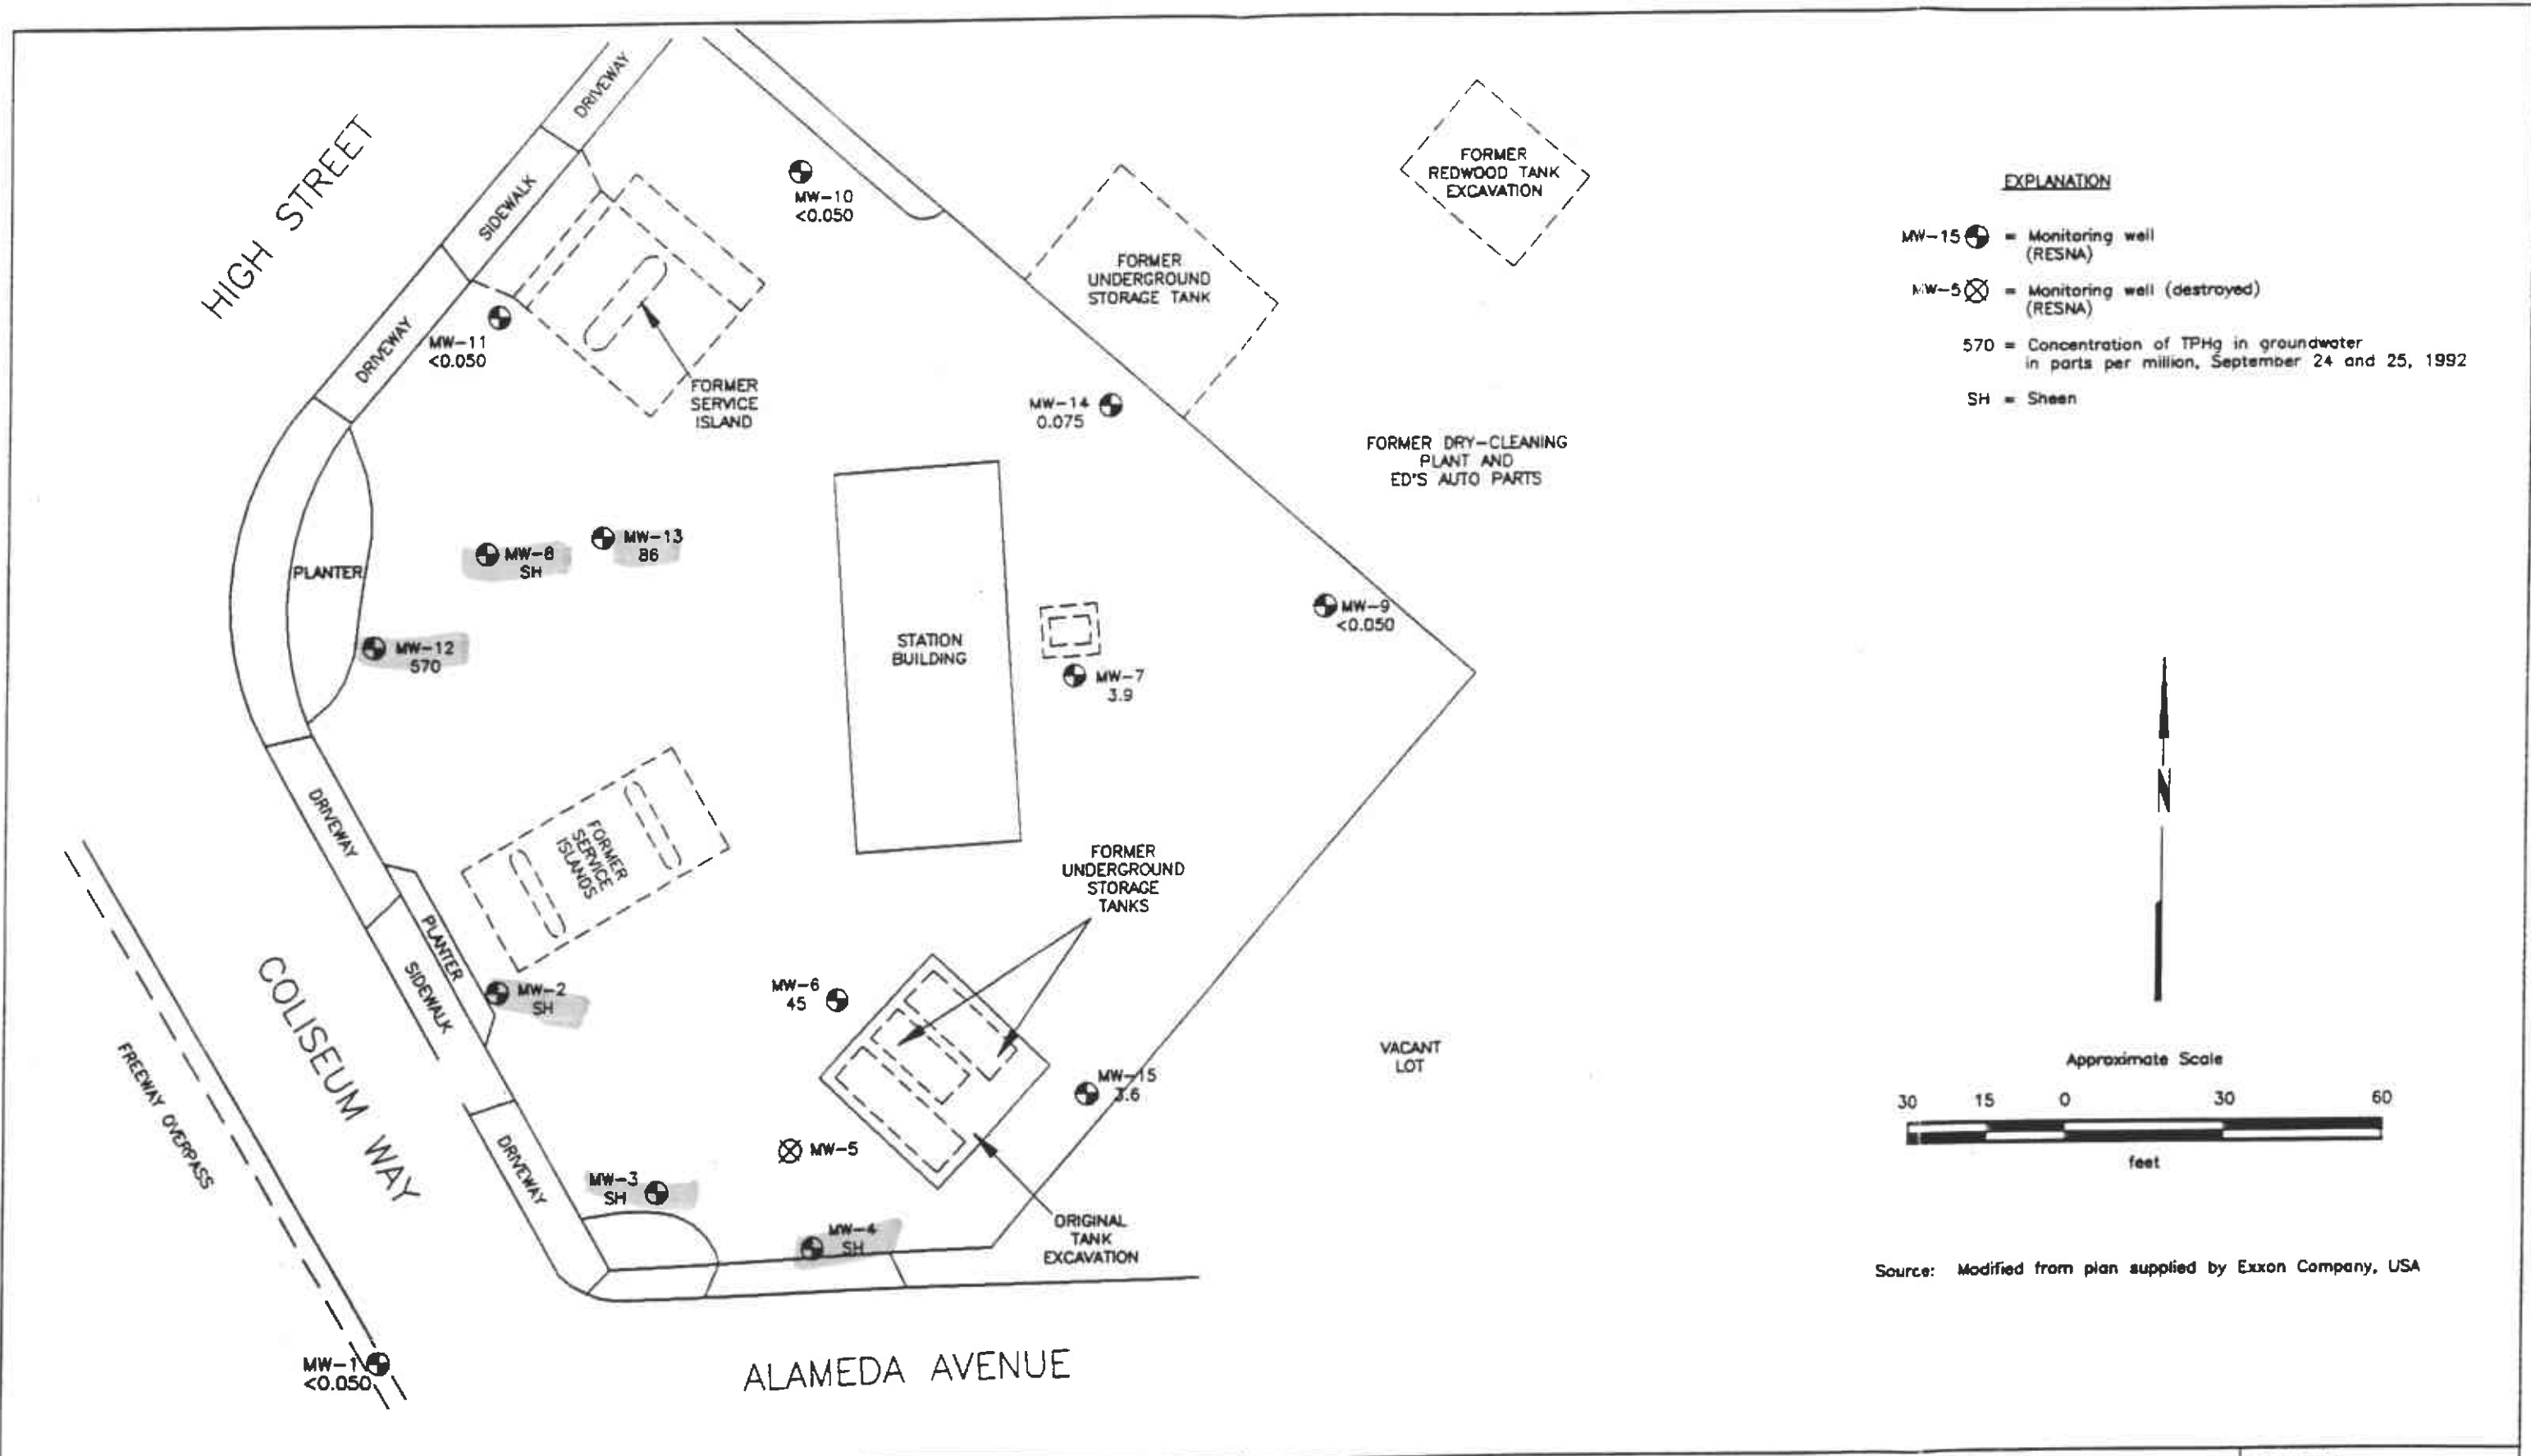 HIGH STREET
DRIVEWAY
SIDEWALK
DRIVEWAY
MW-10
<0.050
MW-11
<0.050
FORMER
SERVICE
ISLAND
FORMER
UNDERGROUND
STORAGE TANK
FORMER
REDWOOD TANK
EXCAVATION
MW-14
0.075
FORMER DRY-CLEANING
PLANT AND
ED'S AUTO PARTS
PLANTER
MW-8
SH
MW-13
86
MW-12
570
STATION
BUILDING
MW-9
<0.050
MW-7
3.9
DRIVEWAY
FORMER
SERVICE
ISLANDS
FORMER
UNDERGROUND
STORAGE
TANKS
PLANTER
SIDEWALK
MW-2
SH
MW-6
45
MW-15
3.6
VACANT
LOT
COLISEUM WAY
FREEWAY OVERPASS
DRIVEWAY
MW-5
MW-3
SH
MW-4
SH
ORIGINAL
TANK
EXCAVATION
MW-1
<0.050
ALAMEDA AVENUE
EXPLANATION
MW-15 = Monitoring well
(RESNA)
MW-5 = Monitoring well (destroyed)
(RESNA)
570 = Concentration of TPHg in groundwater
in parts per million, September 24 and 25, 1992
SH = Sheen
N
Approximate Scale
30 15 0 30 60
feet
Source: Modified from plan supplied by Exxon Company, USA